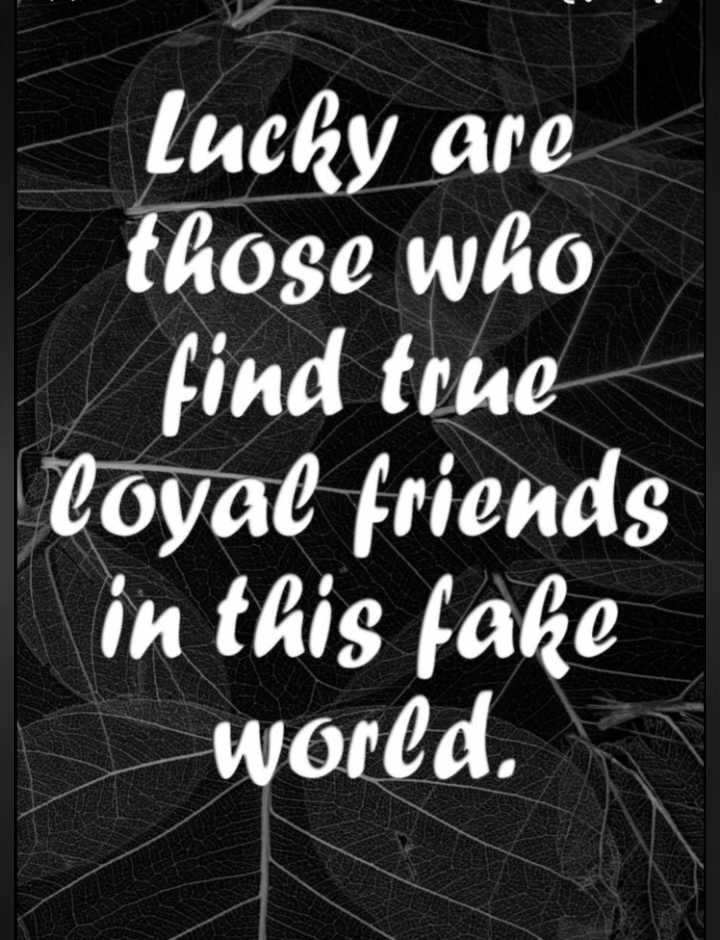 Lucky are
those who
find true
loyal friends
in this fake
world.